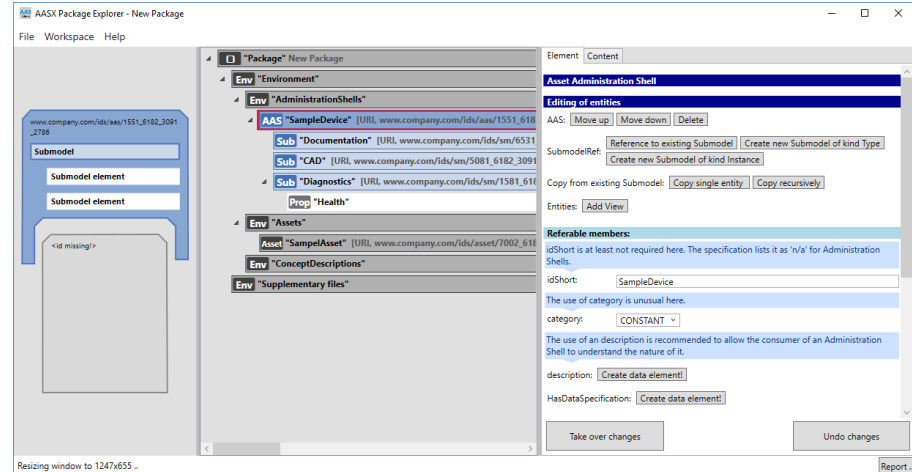 AASX Package Explorer - New Package
File Workspace Help
www.company.com/ids/aas/1551_6182_3091
_2786
Submodel
Submodel element
Submodel element
<id missing!>
"Package" New Package
Env "Environment"
Env "AdministrationShells"
AAS "SampleDevice" [URI, www.company.com/ids/aas/1551_618
Sub "Documentation" [URI, www.company.com/ids/sm/6531
Sub "CAD" [URI, www.company.com/ids/sm/5081_6182_3091
Sub "Diagnostics" [URI, www.company.com/ids/sm/1581_618
Prop "Health"
Env "Assets"
Asset "SampelAsset" [URI, www.company.com/ids/asset/7002_618
Env "ConceptDescriptions"
Env "Supplementary files"
Element Content
Asset Administration Shell
Editing of entities
AAS: Move up Move down Delete
SubmodelRef: Reference to existing Submodel Create new Submodel of kind Type
Create new Submodel of kind Instance
Copy from existing Submodel: Copy single entity Copy recursively
Entities: Add View
Referable members:
idShort is at least not required here. The specification lists it as 'n/a' for Administration
Shells.
idShort: SampleDevice
The use of category is unusual here.
category: CONSTANT
The use of an description is recommended to allow the consumer of an Administration
Shell to understand the nature of it.
description: Create data element!
HasDataSpecification: Create data element!
Take over changes Undo changes
Resizing window to 1247x655 .. Report .